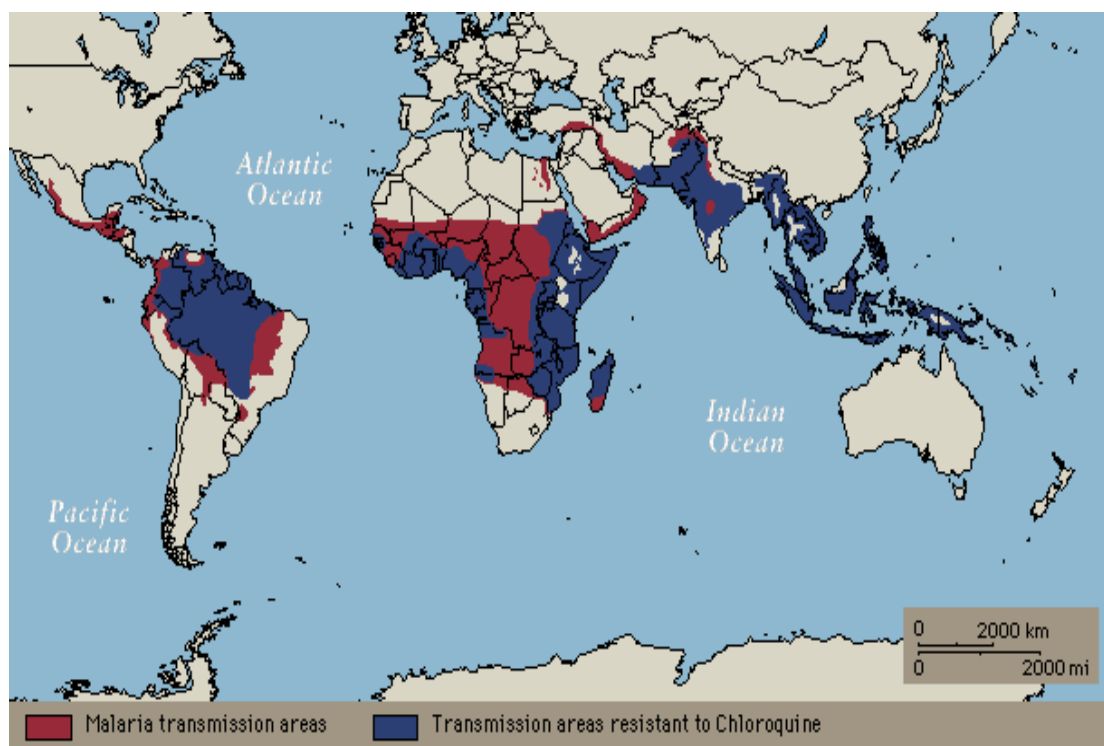 Atlantic
Ocean
Indian
Ocean
Pacific
Ocean
0 2000 km
0 2000 mi
Malaria transmission areas
Transmission areas resistant to Chloroquine